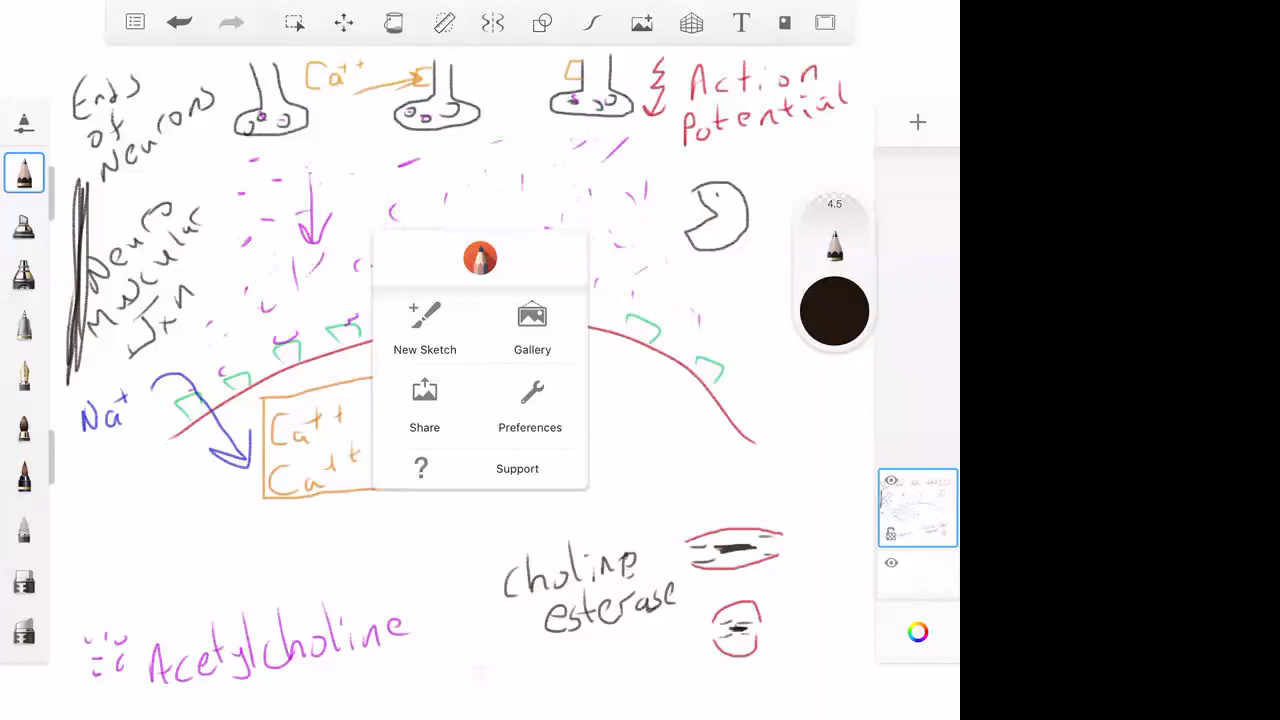 T
Ends
of
Neurons
Ca++
Action
Potential
Neuro
Muscular
Jxn
4.5
New Sketch
Gallery
Share
Preferences
?
Support
Na+
Ca++
Ca++
Choline
esterase
Acetylcholine